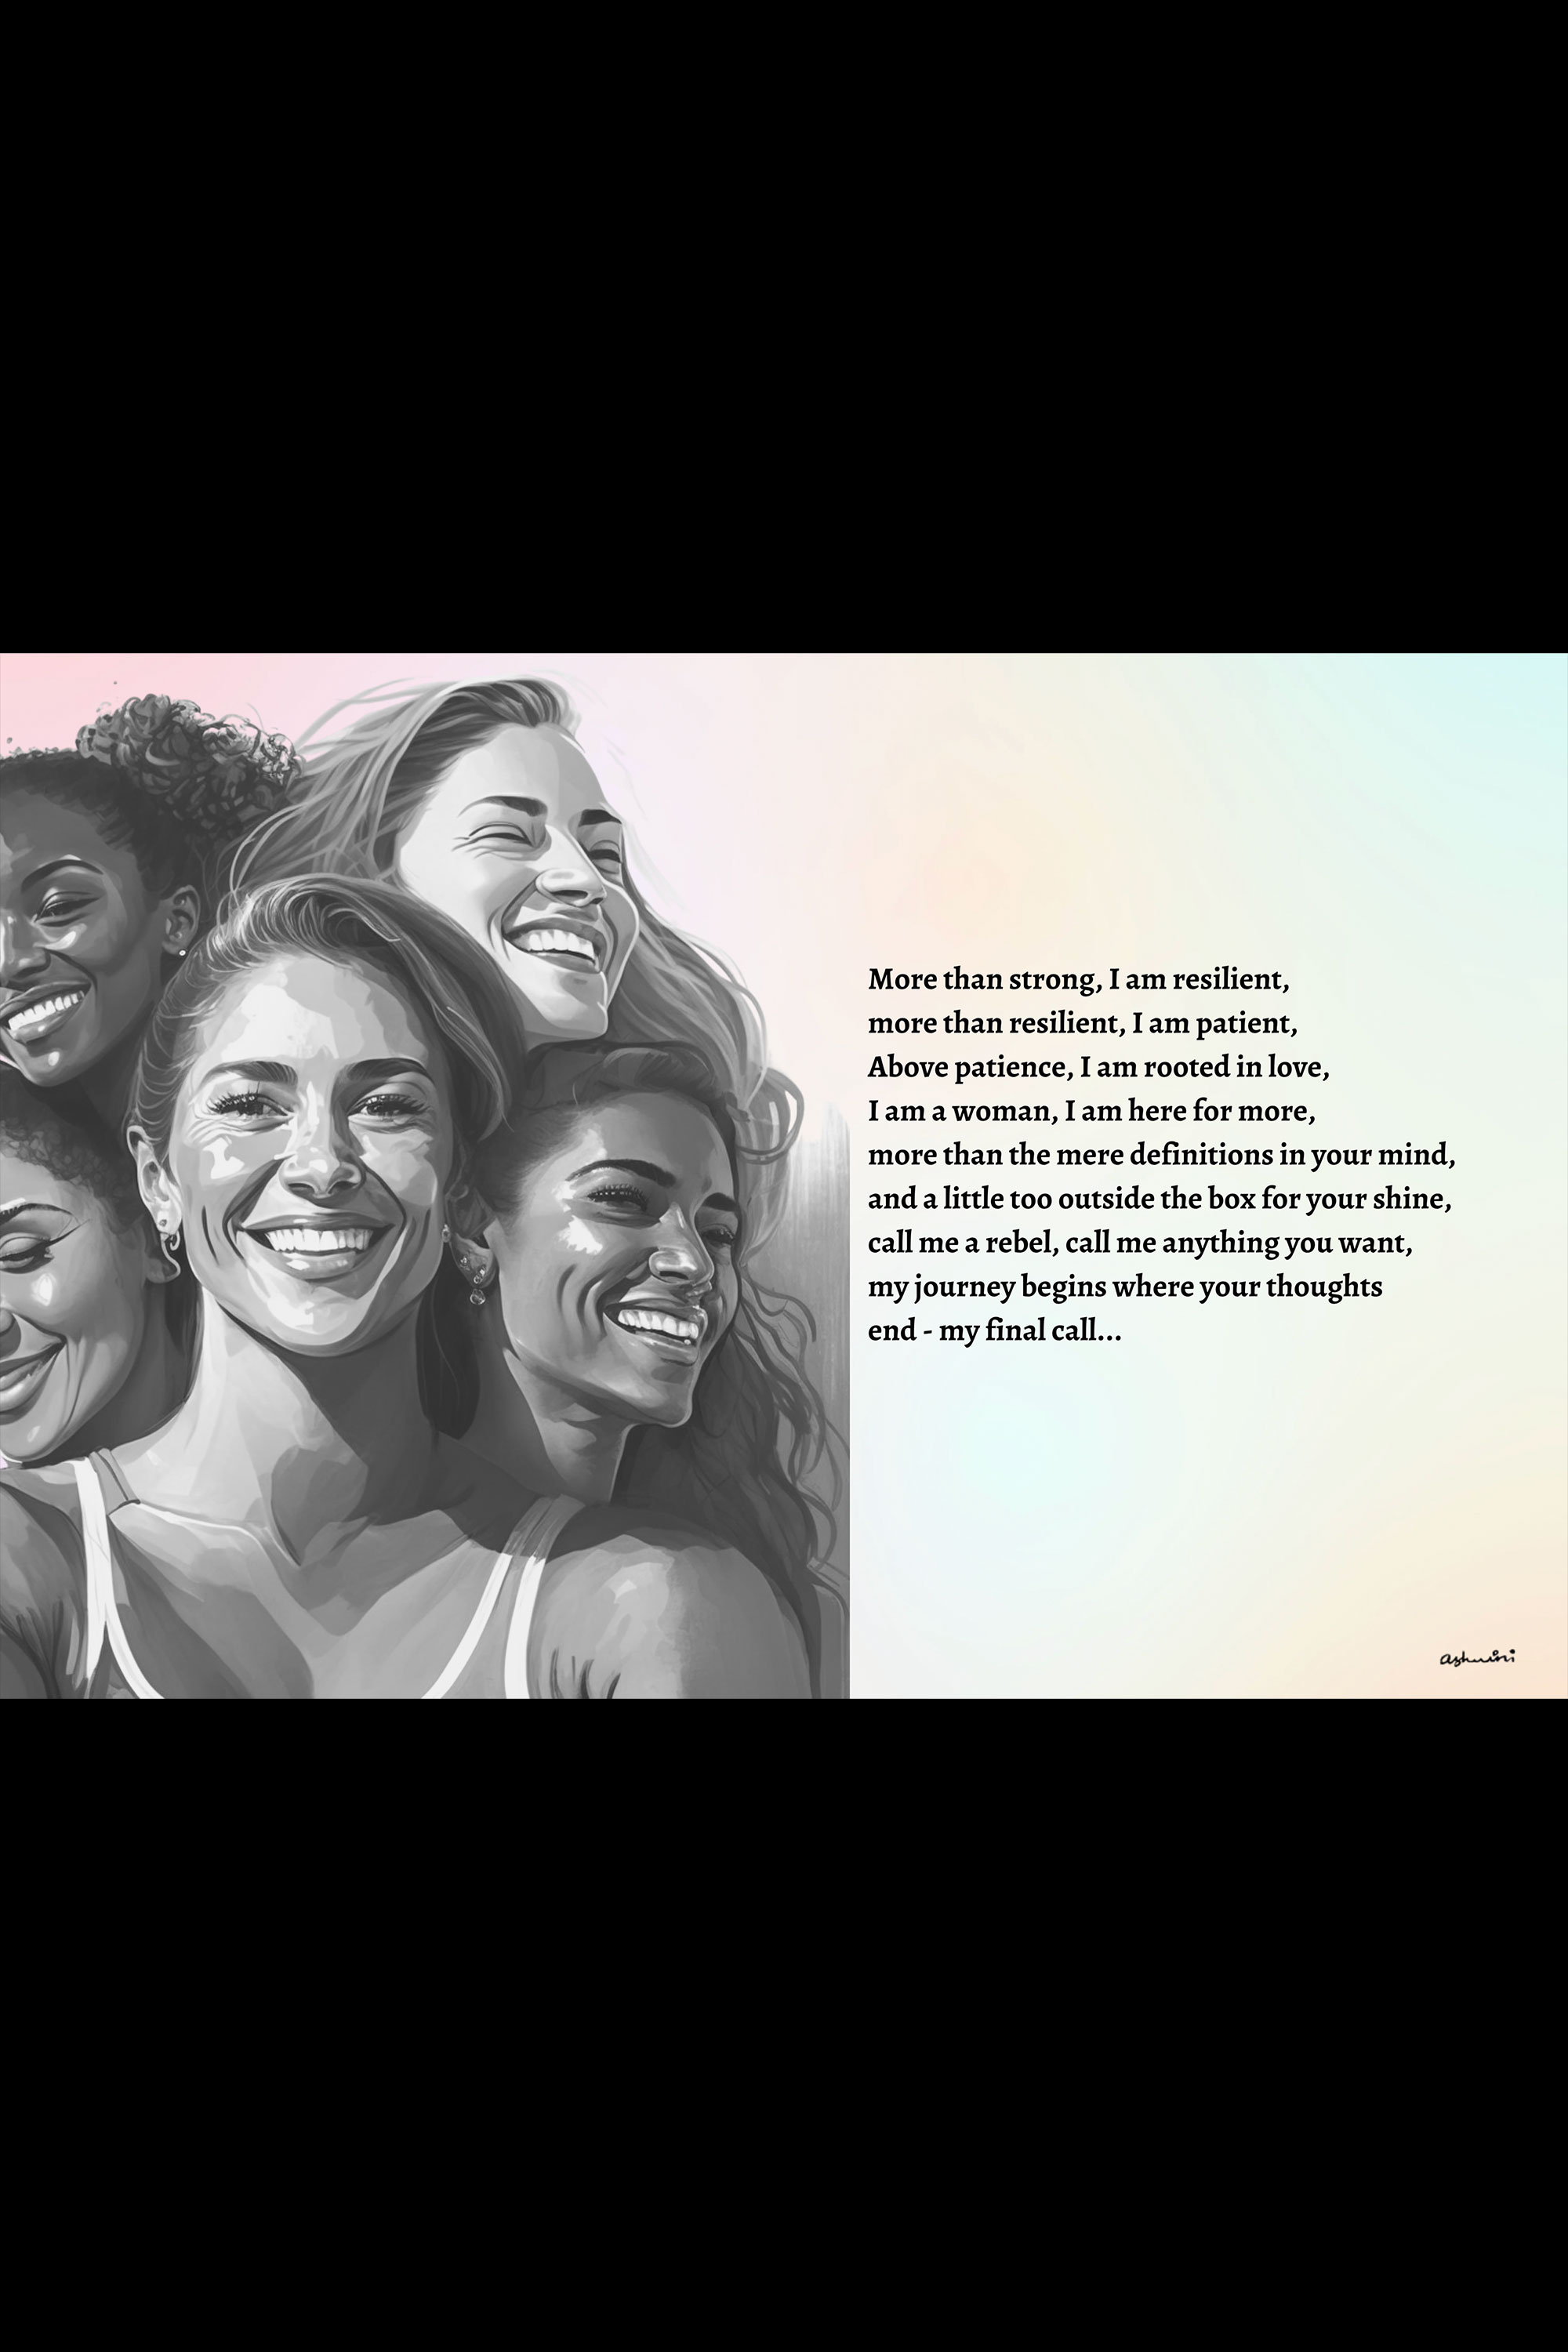 More than strong, I am resilient,
more than resilient, I am patient,
Above patience, I am rooted in love,
I am a woman, I am here for more,
more than the mere definitions in your mind,
and a little too outside the box for your shine,
call me a rebel, call me anything you want,
my journey begins where your thoughts
end - my final call...
ashwini